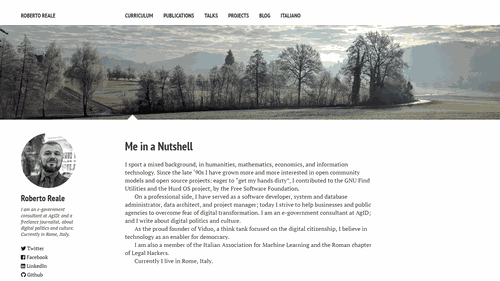 ROBERTO REALE
CURRICULUM PUBLICATIONS TALKS PROJECTS BLOG ITALIANO
Roberto Reale
I am an e-government
consultant at AgID; and
a freelance journalist, about
digital politics and culture.
Currently in Rome, Italy.
Twitter
Facebook
LinkedIn
Github
Me in a Nutshell
I sport a mixed background, in humanities, mathematics, economics, and information
technology. Since the late '90s I have grown more and more interested in open community
models and open source projects: eager to "get my hands dirty", I contributed to the GNU Find
Utilities and the Hurd OS project, by the Free Software Foundation.
On a professional side, I have served as a software developer, system and database
administrator, data architect, and project manager; today I strive to help businesses and public
agencies to overcome fear of digital transformation. I am an e-government consultant at AgID;
and I write about digital politics and culture.
As the proud founder of Viduo, a think tank focused on the digital citizenship, I believe in
technology as an enabler for democracy.
I am also a member of the Italian Association for Machine Learning and the Roman chapter
of Legal Hackers.
Currently I live in Rome, Italy.